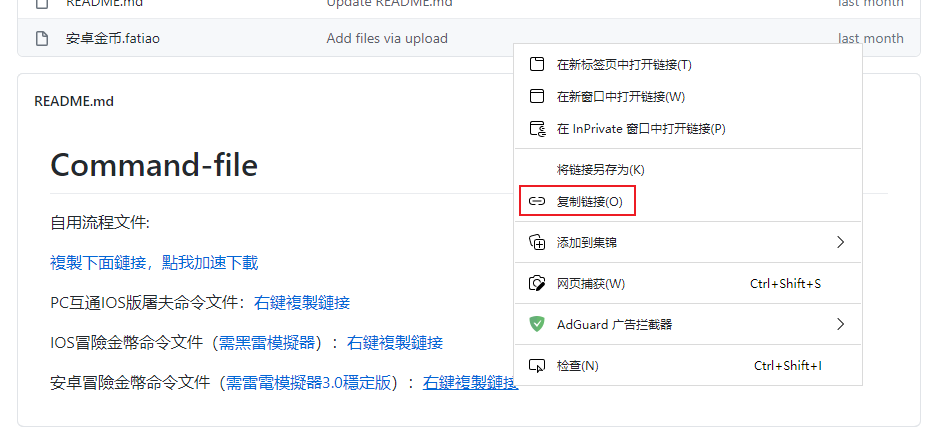 README.md Update README.md last month
安卓金币.fatiao Add files via upload last month
README.md
Command-file
自用流程文件:
複製下面鏈接，點我加速下載
PC互通IOS版屠夫命令文件：右鍵複製鏈接
IOS冒險金幣命令文件（需黑雷模擬器）：右鍵複製鏈接
安卓冒險金幣命令文件（需雷電模擬器3.0穩定版）：右鍵複製鏈接
在新标签页中打开链接(T)
在新窗口中打开链接(W)
在 InPrivate 窗口中打开链接(P)
将链接另存为(K)
复制链接(O)
添加到集锦
网页捕获(W) Ctrl+Shift+S
AdGuard 广告拦截器
检查(N) Ctrl+Shift+I